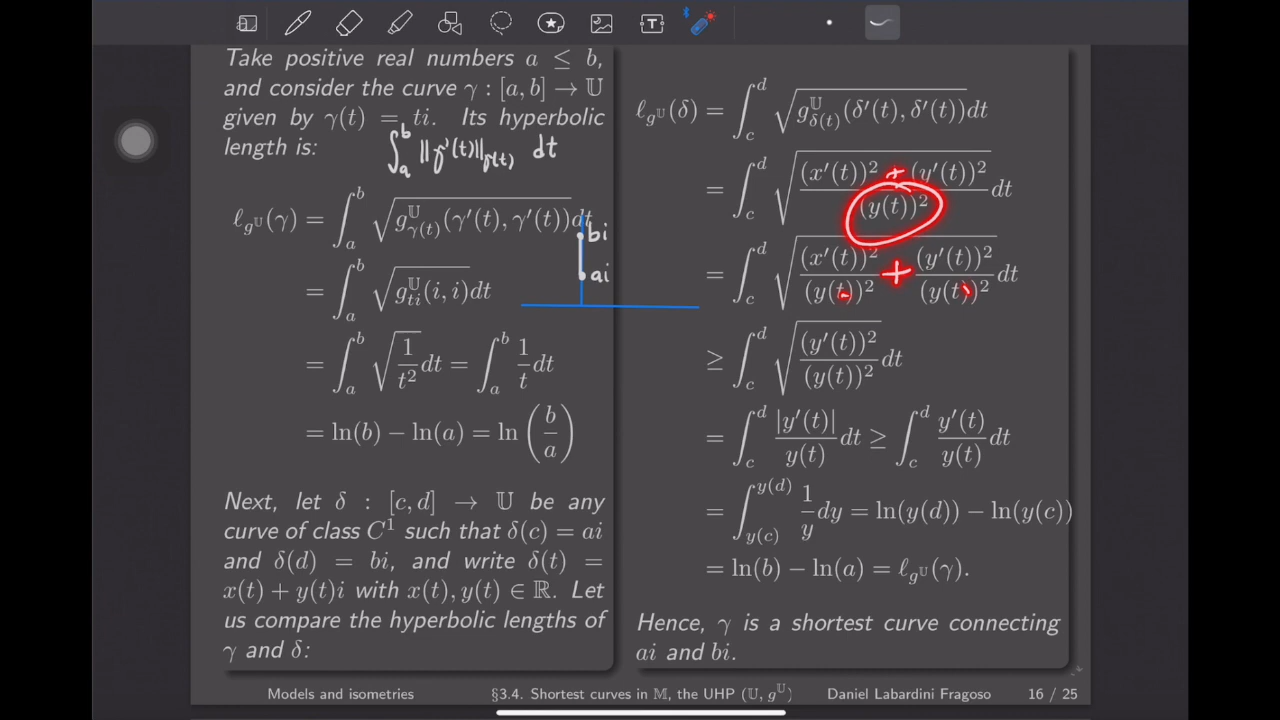 Take positive real numbers a ≤ b,
and consider the curve γ : [a, b] → 𝕌
given by γ(t) = ti. Its hyperbolic
length is:
∫_a^b ||γ'(t)||_{γ(t)} dt
ℓ_{g^𝕌}(γ) = ∫_a^b √(g^𝕌_{γ(t)}(γ′(t), γ′(t))) dt
bi
ai
= ∫_a^b √(g^𝕌_{ti}(i, i)) dt
= ∫_a^b √(1/t²) dt = ∫_a^b 1/t dt
= ln(b) − ln(a) = ln(b/a)
Next, let δ : [c, d] → 𝕌 be any
curve of class C¹ such that δ(c) = ai
and δ(d) = bi, and write δ(t) =
x(t) + y(t)i with x(t), y(t) ∈ ℝ. Let
us compare the hyperbolic lengths of
γ and δ:
ℓ_{g^𝕌}(δ) = ∫_c^d √(g^𝕌_{δ(t)}(δ′(t), δ′(t))) dt
= ∫_c^d √(((x′(t))² + (y′(t))²)/(y(t))²) dt
= ∫_c^d √((x′(t))²/(y(t))² + (y′(t))²/(y(t))²) dt
≥ ∫_c^d √((y′(t))²/(y(t))²) dt
= ∫_c^d |y′(t)|/y(t) dt ≥ ∫_c^d y′(t)/y(t) dt
= ∫_{y(c)}^{y(d)} 1/y dy = ln(y(d)) − ln(y(c))
= ln(b) − ln(a) = ℓ_{g^𝕌}(γ).
Hence, γ is a shortest curve connecting
ai and bi.
Models and isometries §3.4. Shortest curves in 𝕄, the UHP (𝕌, g^𝕌) Daniel Labardini Fragoso 16 / 25